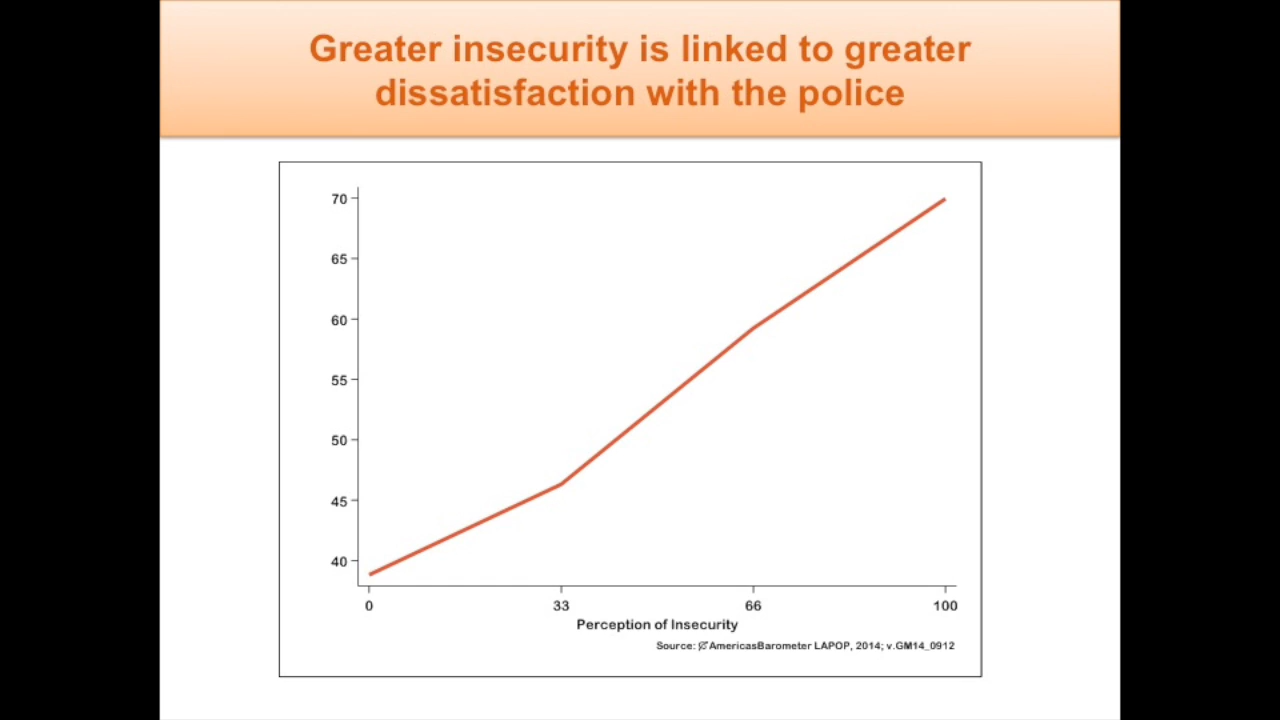 Greater insecurity is linked to greater
dissatisfaction with the police
70
65
60
55
50
45
40
0 33 66 100
Perception of Insecurity
Source: AmericasBarometer LAPOP, 2014; v.GM14_0912